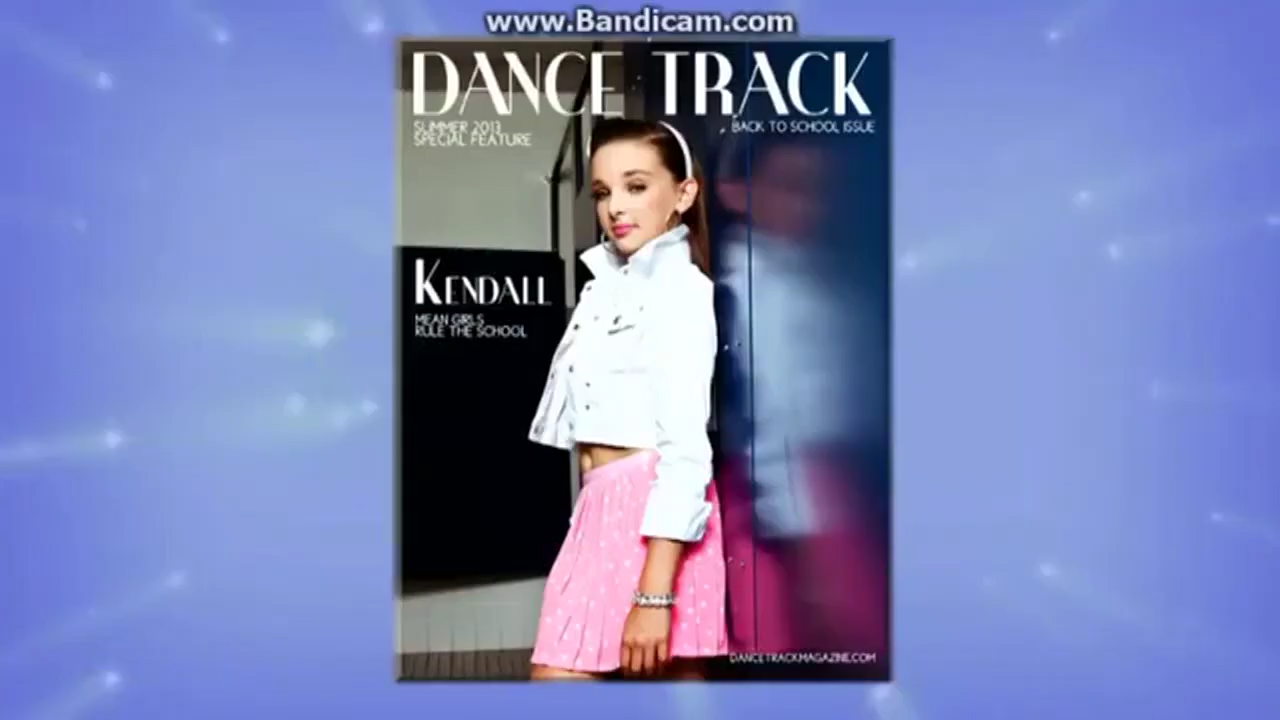 www.Bandicam.com
DANCE TRACK
SUMMER 2013
SPECIAL FEATURE
BACK TO SCHOOL ISSUE
KENDALL
MEAN GIRLS
RULE THE SCHOOL
DANCETRACKMAGAZINE.COM